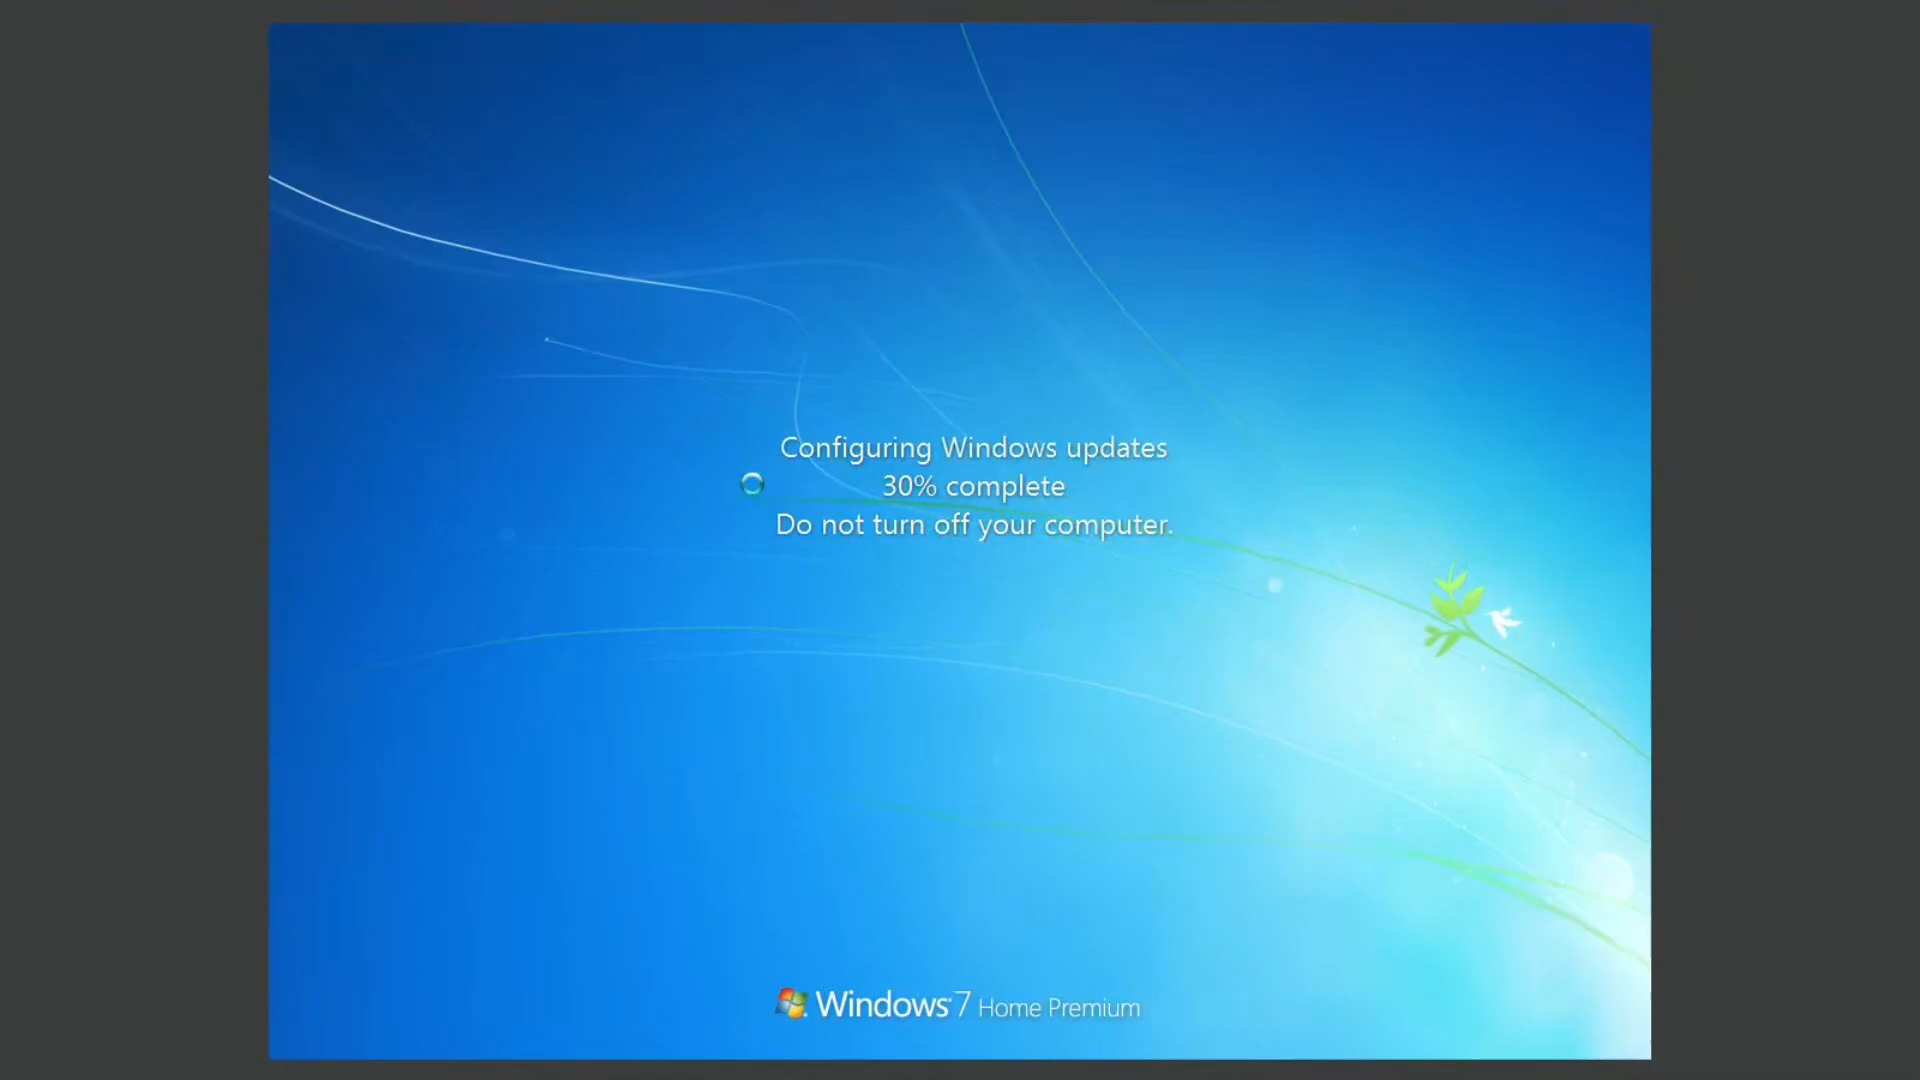 Configuring Windows updates
30% complete
Do not turn off your computer.
Windows 7 Home Premium